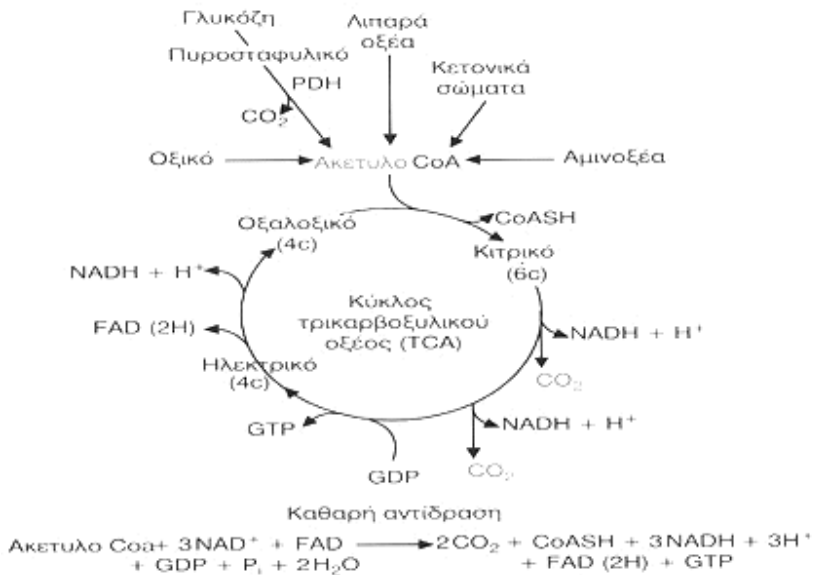 Γλυκόζη
Πυροσταφυλικό
PDH
CO₂
Λιπαρά
οξέα
Κετονικά
σώματα
Οξικό
Ακετυλο CoA
Αμινοξέα
Οξαλοξικό
(4c)
CoASH
Κιτρικό
(6c)
NADH + H⁺
FAD (2H)
Κύκλος
τρικαρβοξυλικού
οξέος (TCA)
NADH + H⁺
CO₂
Ηλεκτρικό
(4c)
GTP
GDP
NADH + H⁺
CO₂
Καθαρή αντίδραση
Ακετυλο Coa+ 3NAD⁺ + FAD → 2CO₂ + CoASH + 3NADH + 3H⁺
+ GDP + Pᵢ + 2H₂O + FAD (2H) + GTP